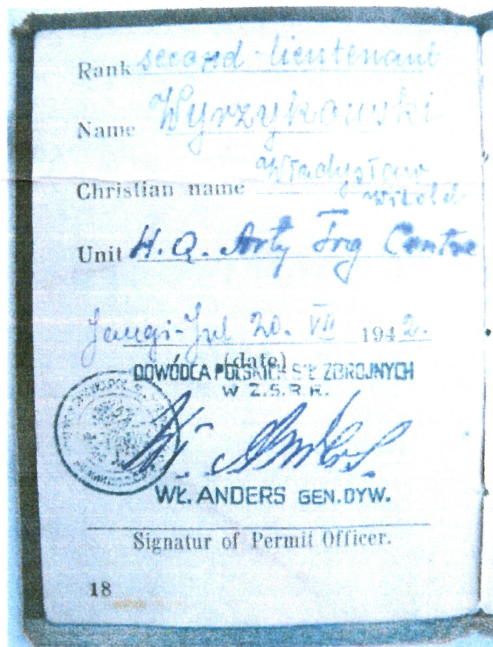 Rank second-lieutenant
Name Wyrzykowski
Christian name Władysław
Witold
Unit H.Q. Arty Trg Centre
Jangi-Jul 20. VII 1942.
(date)
DOWÓDCA POLSKICH SIŁ ZBROJNYCH
W Z.S.R.R.
WŁ. ANDERS GEN. DYW.
Signatur of Permit Officer.
18